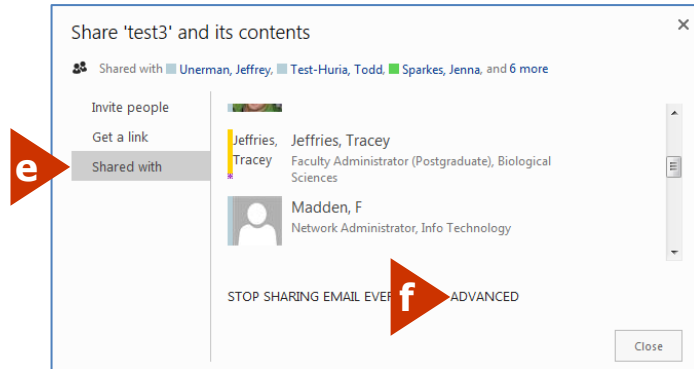 Share 'test3' and its contents
Shared with Unerman, Jeffrey, Test-Huria, Todd, Sparkes, Jenna, and 6 more
Invite people
Get a link
e
Shared with
Jeffries, Tracey
Jeffries, Tracey
Faculty Administrator (Postgraduate), Biological
Sciences
Madden, F
Network Administrator, Info Technology
STOP SHARING EMAIL f ADVANCED
Close